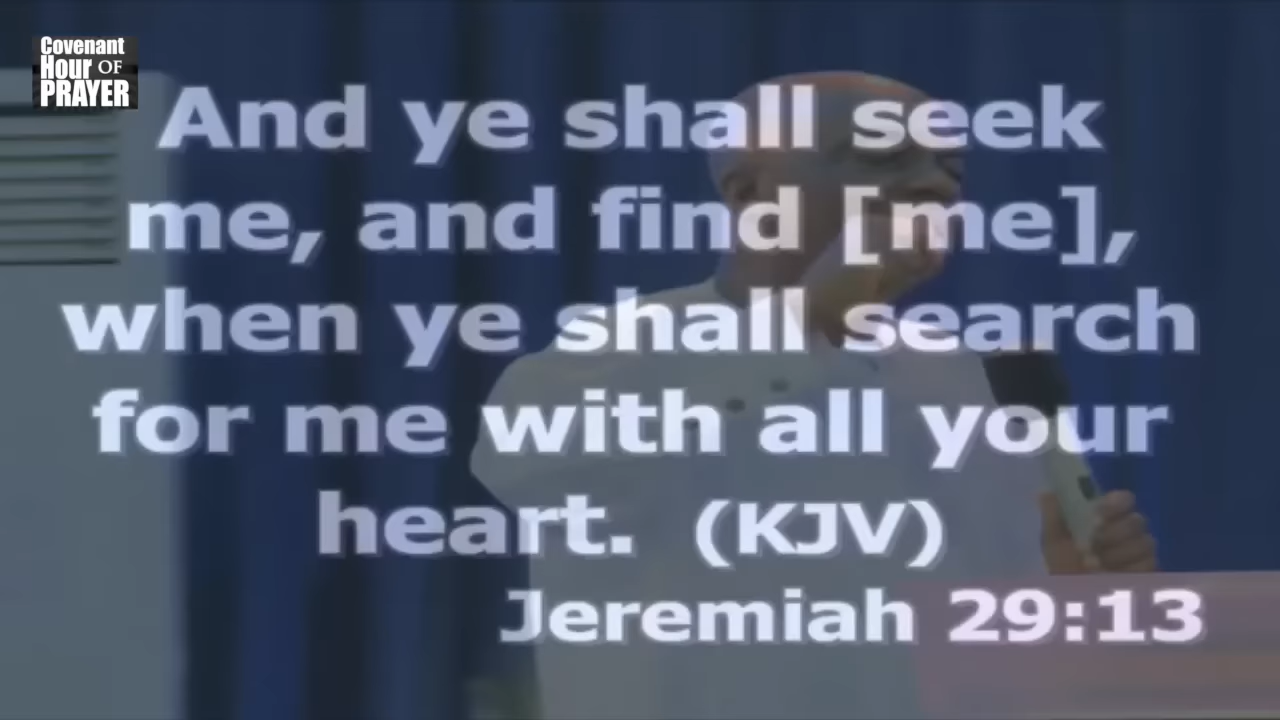 Covenant
Hour OF
PRAYER
And ye shall seek
me, and find [me],
when ye shall search
for me with all your
heart. (KJV)
Jeremiah 29:13